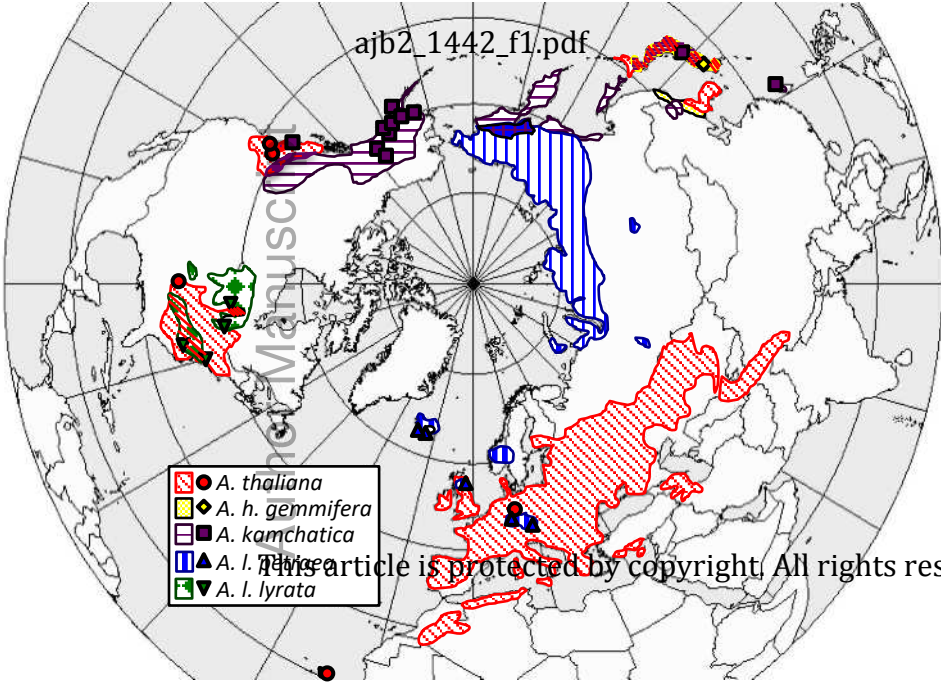 ajb2_1442_f1.pdf
Author Manuscript
A. thaliana
A. h. gemmifera
A. kamchatica
A. l. petraea
A. l. lyrata
This article is protected by copyright. All rights res